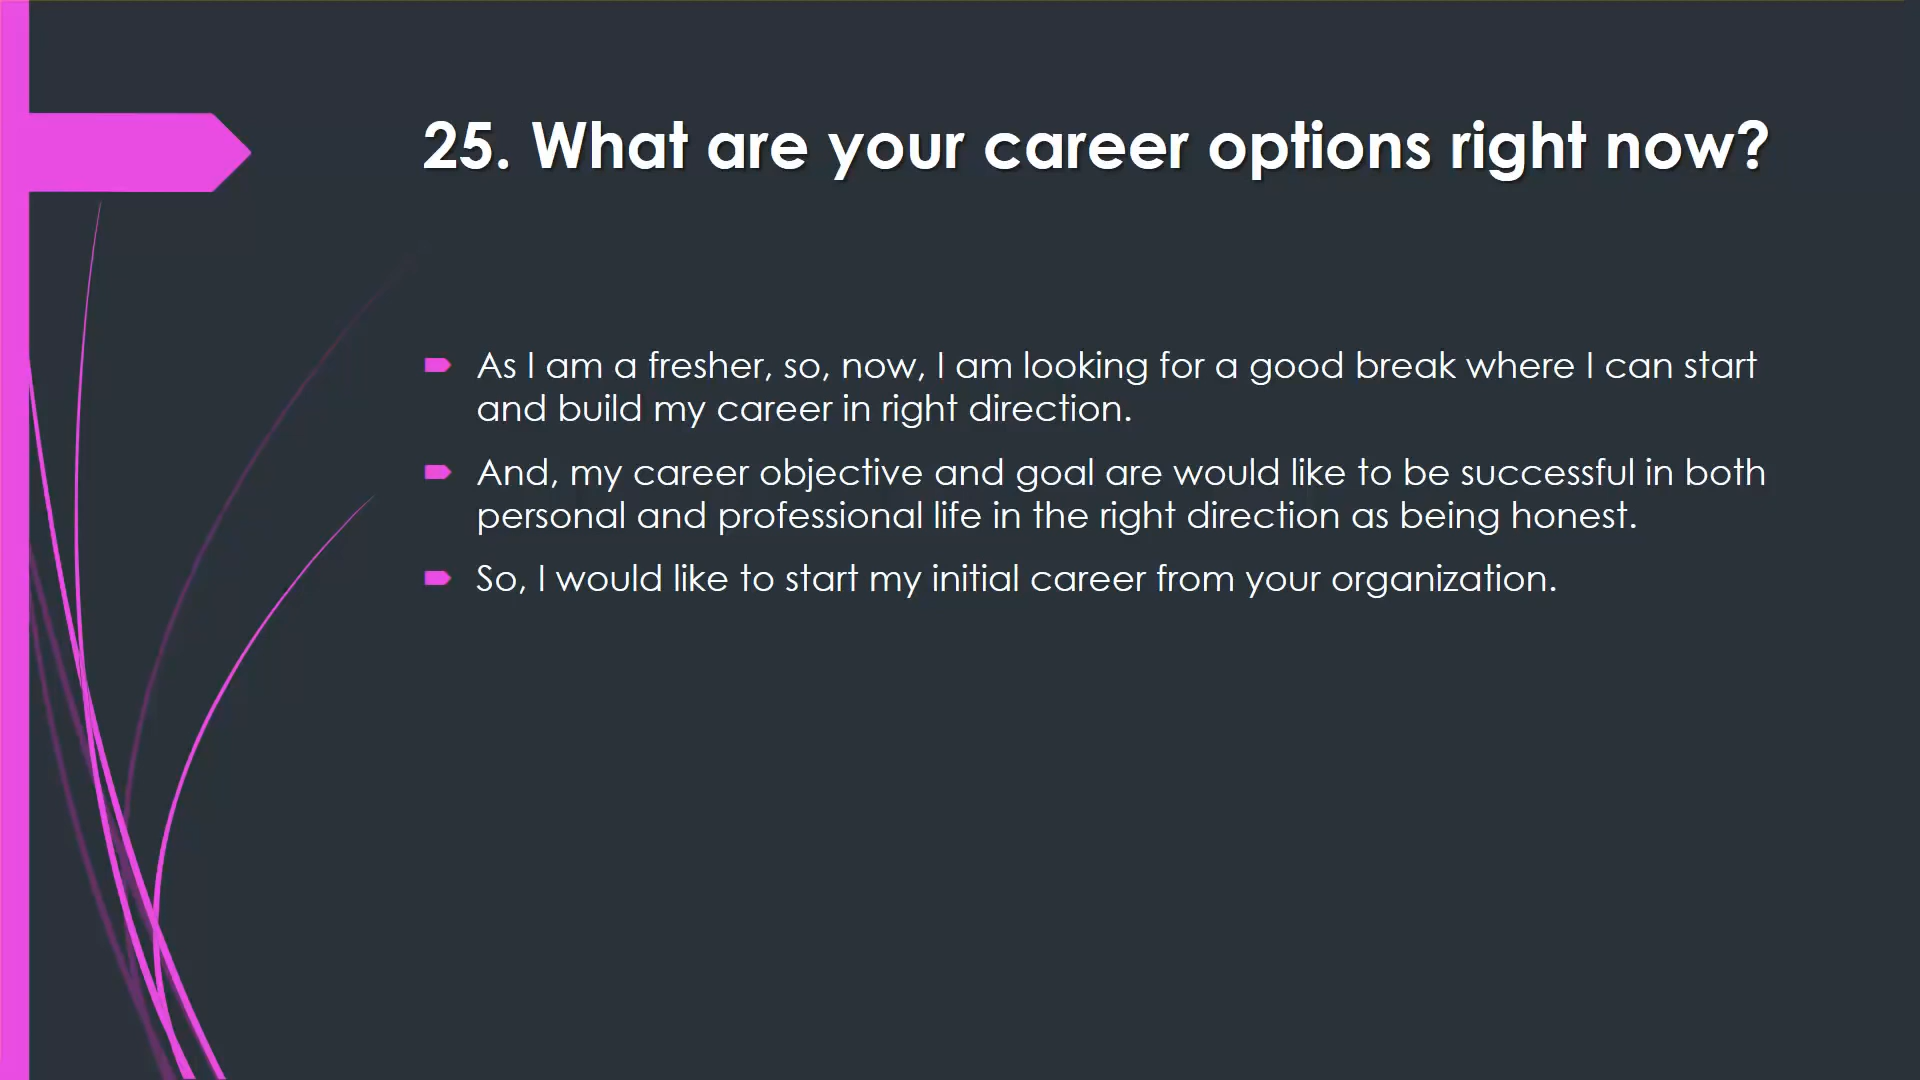 25. What are your career options right now?
As I am a fresher, so, now, I am looking for a good break where I can start
and build my career in right direction.
And, my career objective and goal are would like to be successful in both
personal and professional life in the right direction as being honest.
So, I would like to start my initial career from your organization.